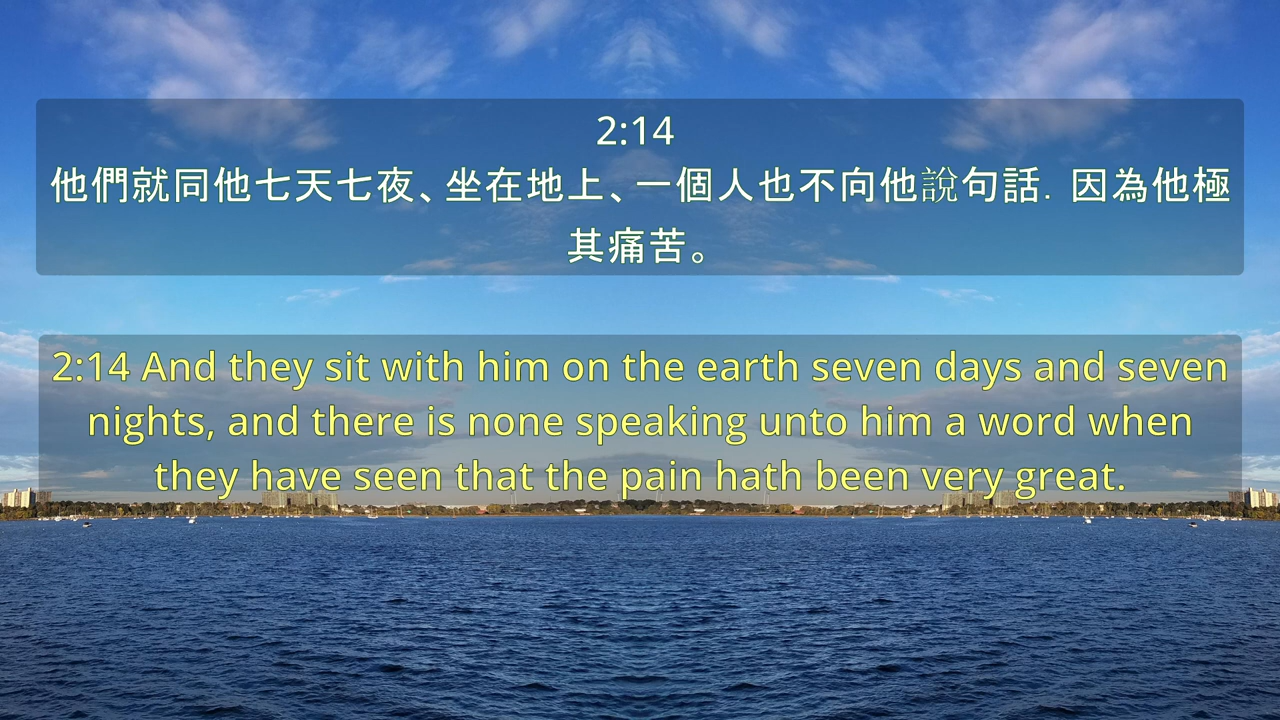 2:14
他們就同他七天七夜、坐在地上、一個人也不向他說句話. 因為他極
其痛苦。
2:14 And they sit with him on the earth seven days and seven
nights, and there is none speaking unto him a word when
they have seen that the pain hath been very great.